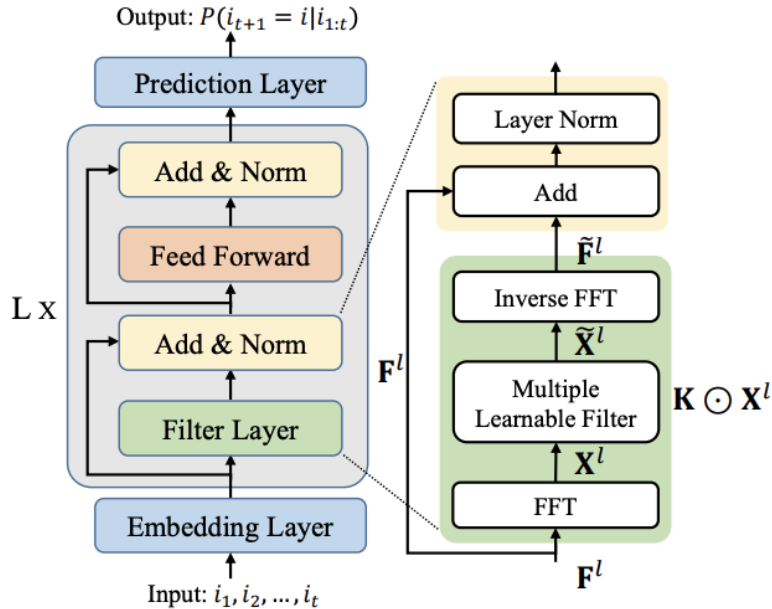 Output: P(i_{t+1} = i|i_{1:t})
Prediction Layer
Add & Norm
Feed Forward
L x
Add & Norm
Filter Layer
Embedding Layer
Input: i_1, i_2, ..., i_t
Layer Norm
Add
F̃^l
Inverse FFT
X̃^l
F^l
Multiple
Learnable Filter
K ⊙ X^l
X^l
FFT
F^l